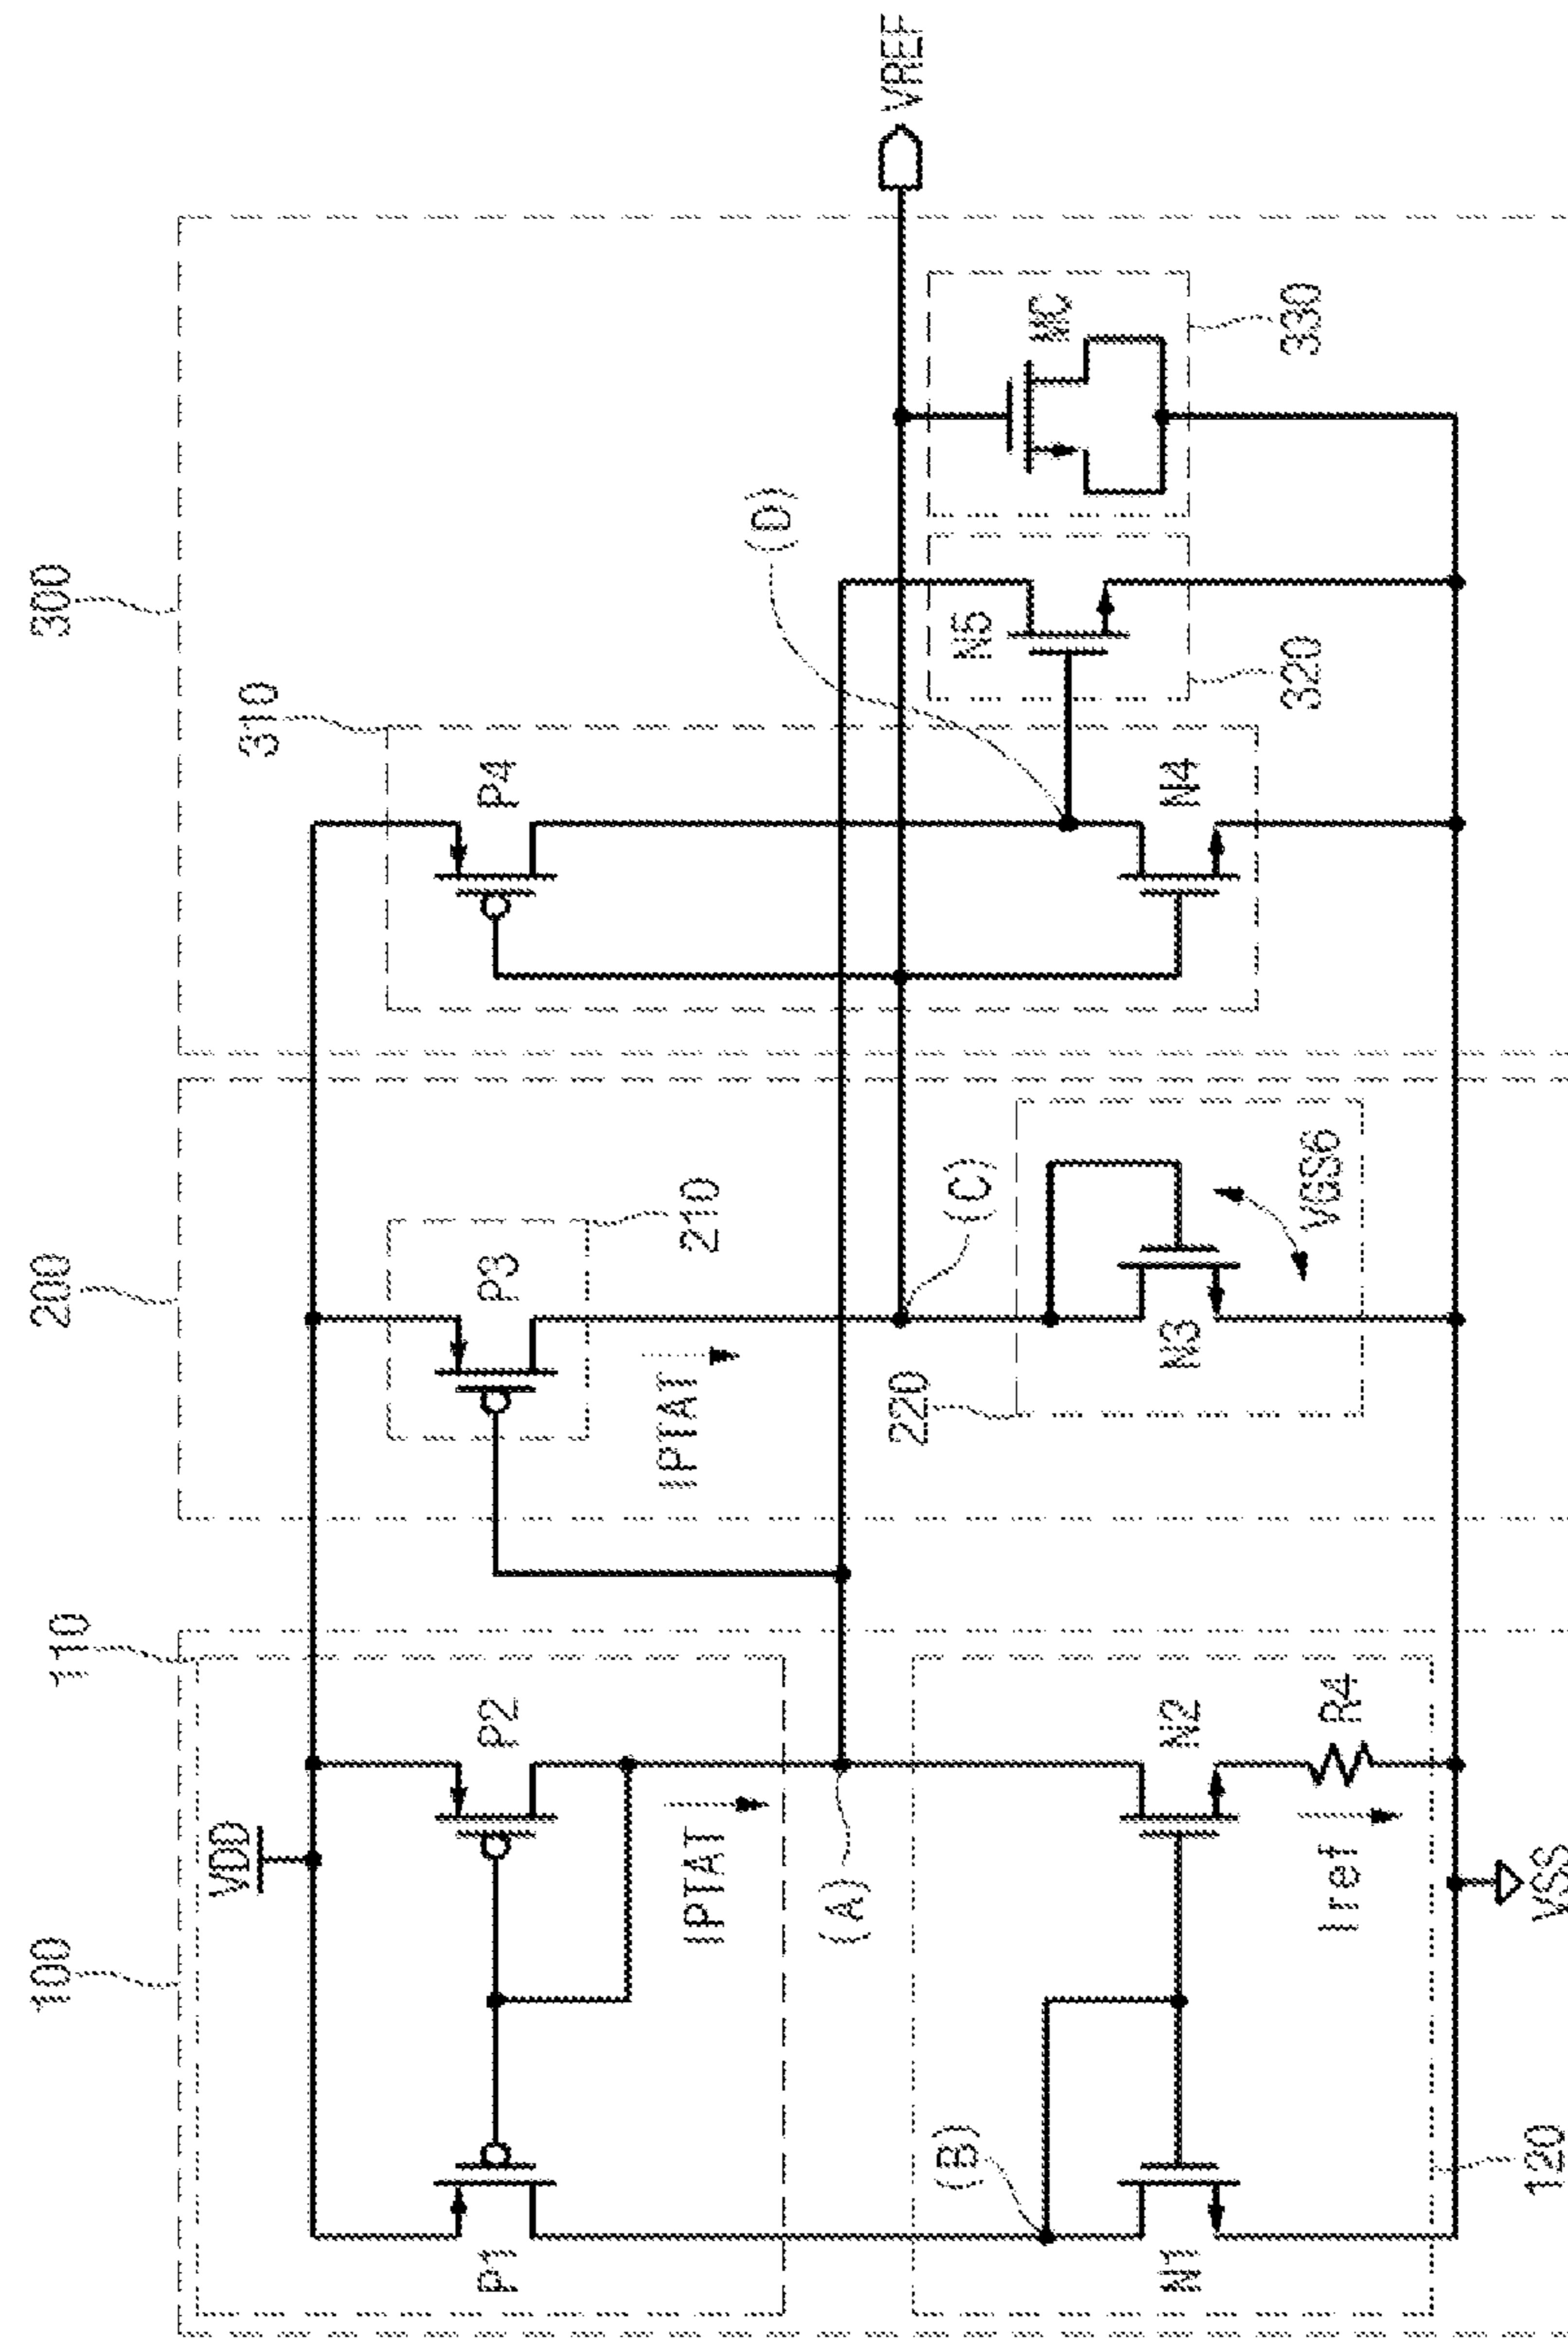 100
110
200
300
VDD
P1
P2
IPTAT
(A)
(B)
N1
N2
R4
Iref
120
VSS
P3
210
IPTAT
(C)
220
N3
VGS6
310
P4
(D)
N4
N5
320
MC
330
VREF